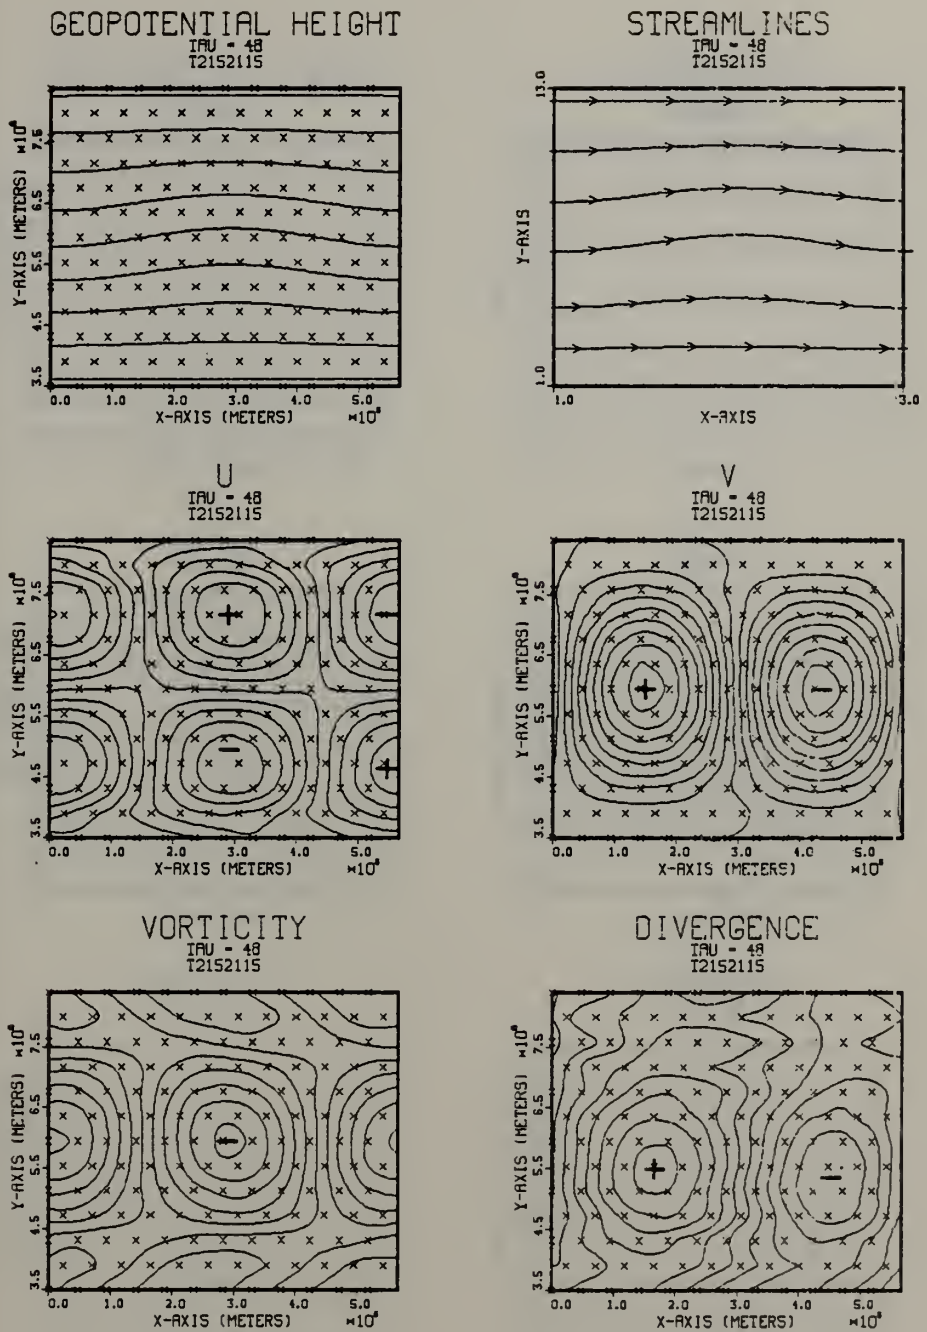 GEOPOTENTIAL HEIGHT
TAU = 48
T2152115
Y-AXIS (METERS) ×10⁶
7.5
6.5
5.5
4.5
3.5
0.0 1.0 2.0 3.0 4.0 5.0
X-AXIS (METERS) ×10⁶
STREAMLINES
TAU = 48
T2152115
13.0
Y-AXIS
1.0
1.0 3.0
X-AXIS
U
TAU = 48
T2152115
Y-AXIS (METERS) ×10⁶
7.5
6.5
5.5
4.5
3.5
+ −
− +
0.0 1.0 2.0 3.0 4.0 5.0
X-AXIS (METERS) ×10⁶
V
TAU = 48
T2152115
Y-AXIS (METERS) ×10⁶
7.5
6.5
5.5
4.5
3.5
+ −
0.0 1.0 2.0 3.0 4.0 5.0
X-AXIS (METERS) ×10⁶
VORTICITY
TAU = 48
T2152115
Y-AXIS (METERS) ×10⁶
7.5
6.5
5.5
4.5
3.5
−
0.0 1.0 2.0 3.0 4.0 5.0
X-AXIS (METERS) ×10⁶
DIVERGENCE
TAU = 48
T2152115
Y-AXIS (METERS) ×10⁶
7.5
6.5
5.5
4.5
3.5
+ −
0.0 1.0 2.0 3.0 4.0 5.0
X-AXIS (METERS) ×10⁶